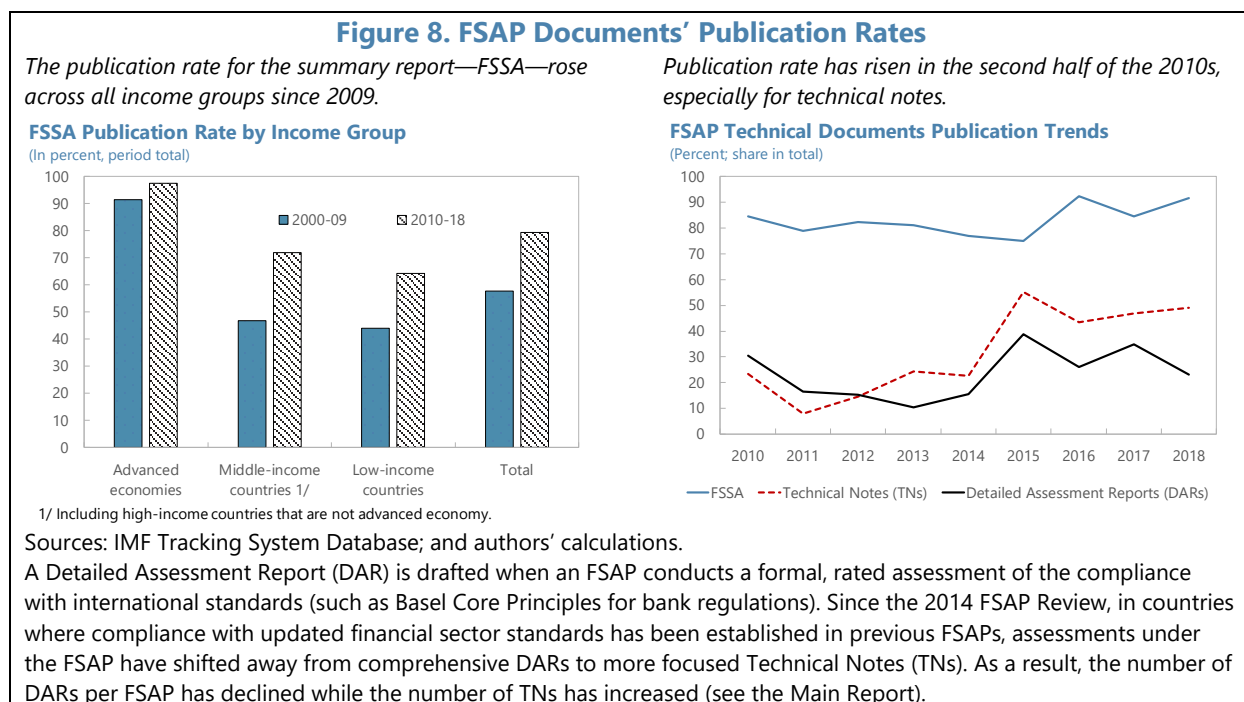 Figure 8. FSAP Documents’ Publication Rates
The publication rate for the summary report—FSSA—rose
across all income groups since 2009.
FSSA Publication Rate by Income Group
(In percent, period total)
100
90
80
70
60
50
40
30
20
10
0
2000-09
2010-18
Advanced
economies
Middle-income
countries 1/
Low-income
countries
Total
1/ Including high-income countries that are not advanced economy.
Publication rate has risen in the second half of the 2010s,
especially for technical notes.
FSAP Technical Documents Publication Trends
(Percent; share in total)
100
90
80
70
60
50
40
30
20
10
0
2010 2011 2012 2013 2014 2015 2016 2017 2018
FSSA Technical Notes (TNs) Detailed Assessment Reports (DARs)
Sources: IMF Tracking System Database; and authors’ calculations.
A Detailed Assessment Report (DAR) is drafted when an FSAP conducts a formal, rated assessment of the compliance
with international standards (such as Basel Core Principles for bank regulations). Since the 2014 FSAP Review, in countries
where compliance with updated financial sector standards has been established in previous FSAPs, assessments under
the FSAP have shifted away from comprehensive DARs to more focused Technical Notes (TNs). As a result, the number of
DARs per FSAP has declined while the number of TNs has increased (see the Main Report).